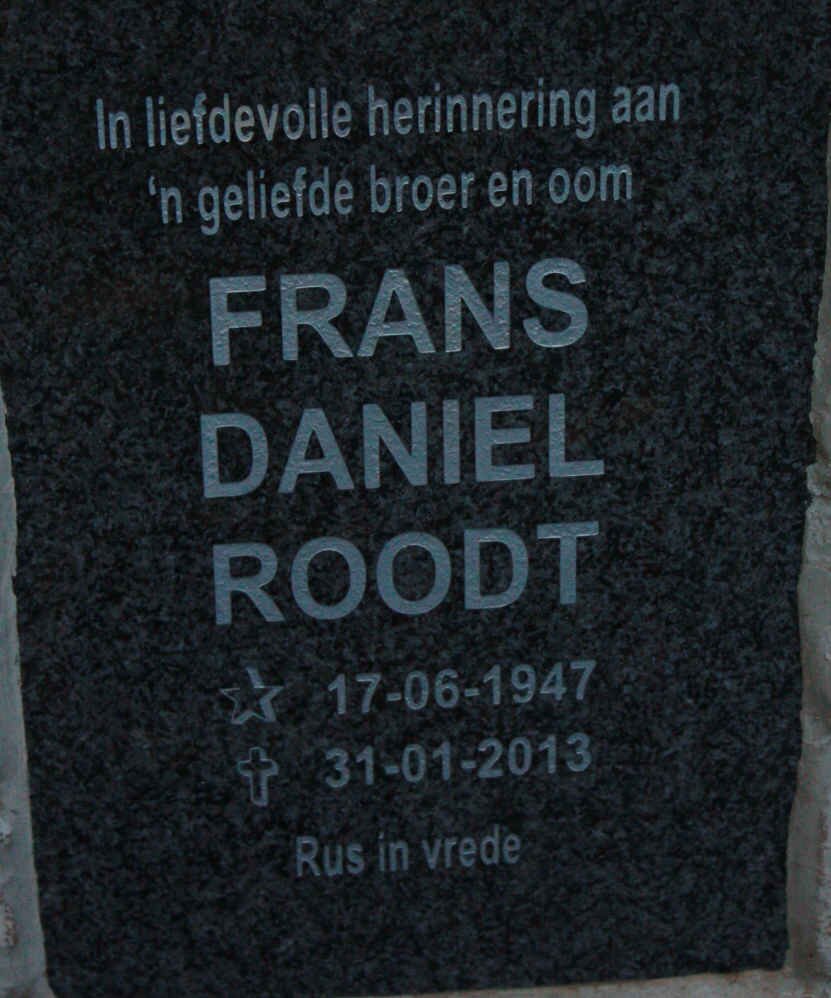 In liefdevolle herinnering aan
‘n geliefde broer en oom
FRANS
DANIEL
ROODT
17-06-1947
31-01-2013
Rus in vrede